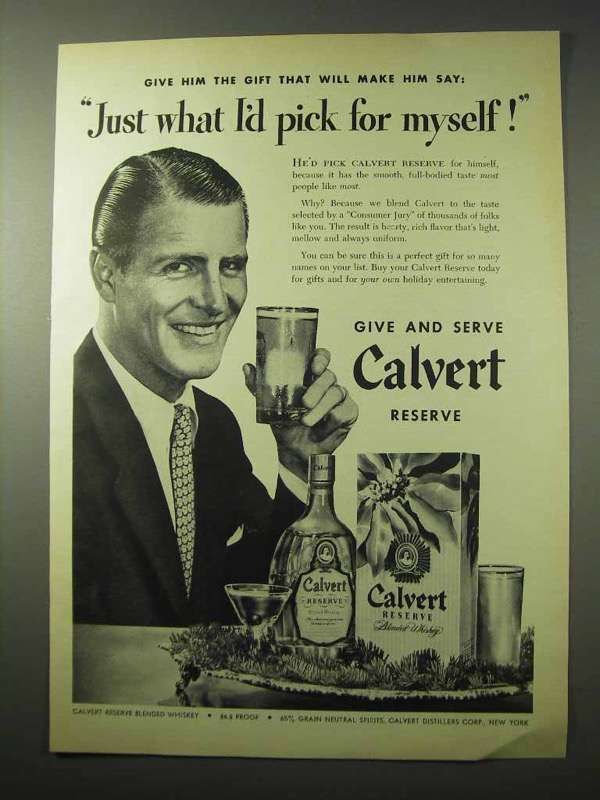 GIVE HIM THE GIFT THAT WILL MAKE HIM SAY:
"Just what I'd pick for myself!"
HE'D PICK CALVERT RESERVE for himself,
because it has the smooth, full-bodied taste most
people like most.
Why? Because we blend Calvert to the taste
selected by a "Consumer Jury" of thousands of folks
like you. The result is hearty, rich flavor that's light,
mellow and always uniform.
You can be sure this is a perfect gift for so many
names on your list. Buy your Calvert Reserve today
for gifts and for your own holiday entertaining.
GIVE AND SERVE
Calvert
RESERVE
Calvert
Calvert
RESERVE
Calvert
RESERVE
Blended Whiskey
CALVERT RESERVE BLENDED WHISKEY • 86.8 PROOF • 65% GRAIN NEUTRAL SPIRITS. CALVERT DISTILLERS CORP., NEW YORK